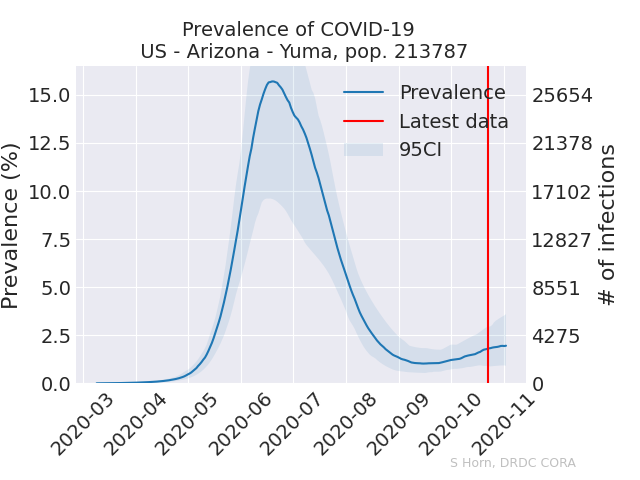 Prevalence of COVID-19
US - Arizona - Yuma, pop. 213787
Prevalence (%)
15.0
12.5
10.0
7.5
5.0
2.5
0.0
Prevalence
Latest data
95CI
25654
21378
17102
12827
8551
4275
0
# of infections
2020-03
2020-04
2020-05
2020-06
2020-07
2020-08
2020-09
2020-10
2020-11
S Horn, DRDC CORA